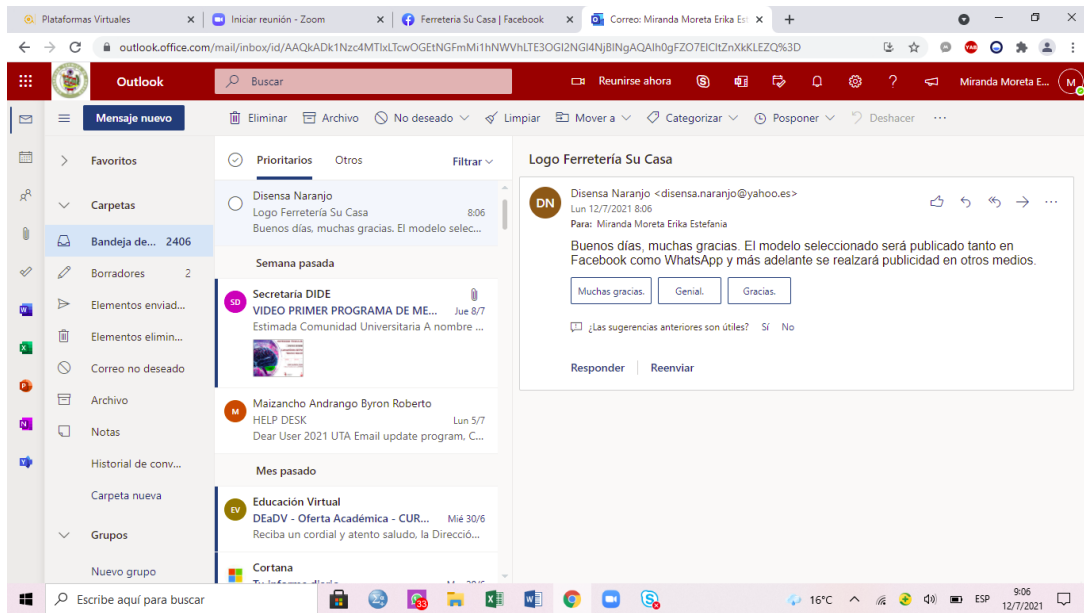 Plataformas Virtuales
Iniciar reunión - Zoom
Ferreteria Su Casa | Facebook
Correo: Miranda Moreta Erika Est
outlook.office.com/mail/inbox/id/
Outlook
Buscar
Reunirse ahora
Miranda Moreta E...
M
Mensaje nuevo
Eliminar
Archivo
No deseado
Limpiar
Mover a
Categorizar
Posponer
Deshacer
Favoritos
Carpetas
Bandeja de... 2406
Borradores 2
Elementos enviad...
Elementos elimin...
Correo no deseado
Archivo
Notas
Historial de conv...
Carpeta nueva
Grupos
Nuevo grupo
Prioritarios Otros Filtrar
Disensa Naranjo
Logo Ferretería Su Casa 8:06
Buenos días, muchas gracias. El modelo selec...
Semana pasada
SD
Secretaría DIDE
VIDEO PRIMER PROGRAMA DE ME... Jue 8/7
Estimada Comunidad Universitaria A nombre ...
M
Maizancho Andrango Byron Roberto
HELP DESK Lun 5/7
Dear User 2021 UTA Email update program, C...
Mes pasado
EV
Educación Virtual
DEaDV - Oferta Académica - CUR... Mié 30/6
Reciba un cordial y atento saludo, la Direcció...
Cortana
Logo Ferretería Su Casa
DN
Disensa Naranjo <disensa.naranjo@yahoo.es>
Lun 12/7/2021 8:06
Para: Miranda Moreta Erika Estefania
Buenos días, muchas gracias. El modelo seleccionado será publicado tanto en
Facebook como WhatsApp y más adelante se realzará publicidad en otros medios.
Muchas gracias. Genial. Gracias.
¿Las sugerencias anteriores son útiles? Sí No
Responder Reenviar
Escribe aquí para buscar
33
16°C
ESP
9:06
12/7/2021